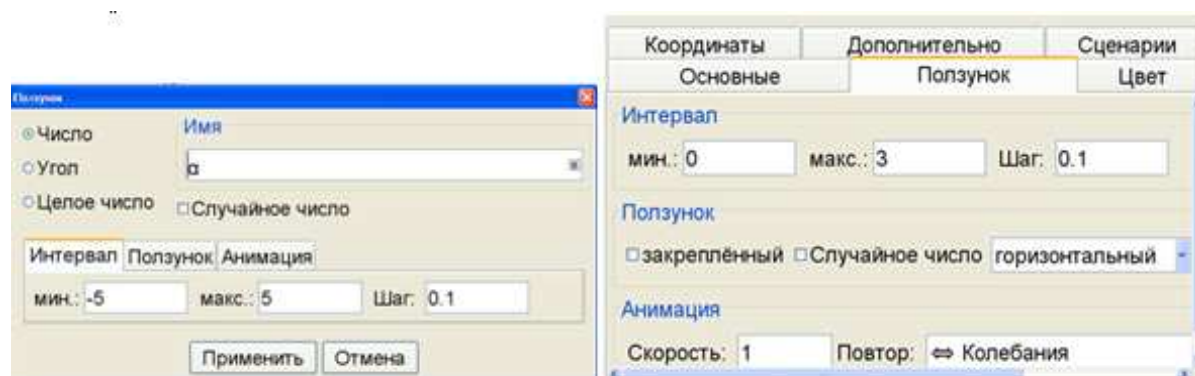 Ползунок
Число
Имя
Угол
α
Целое число
Случайное число
Интервал Ползунок Анимация
мин.: -5 макс.: 5 Шаг: 0.1
Применить Отмена
Координаты Дополнительно Сценарии
Основные Ползунок Цвет
Интервал
мин.: 0 макс.: 3 Шаг: 0.1
Ползунок
закреплённый Случайное число горизонтальный
Анимация
Скорость: 1 Повтор: ⇔ Колебания